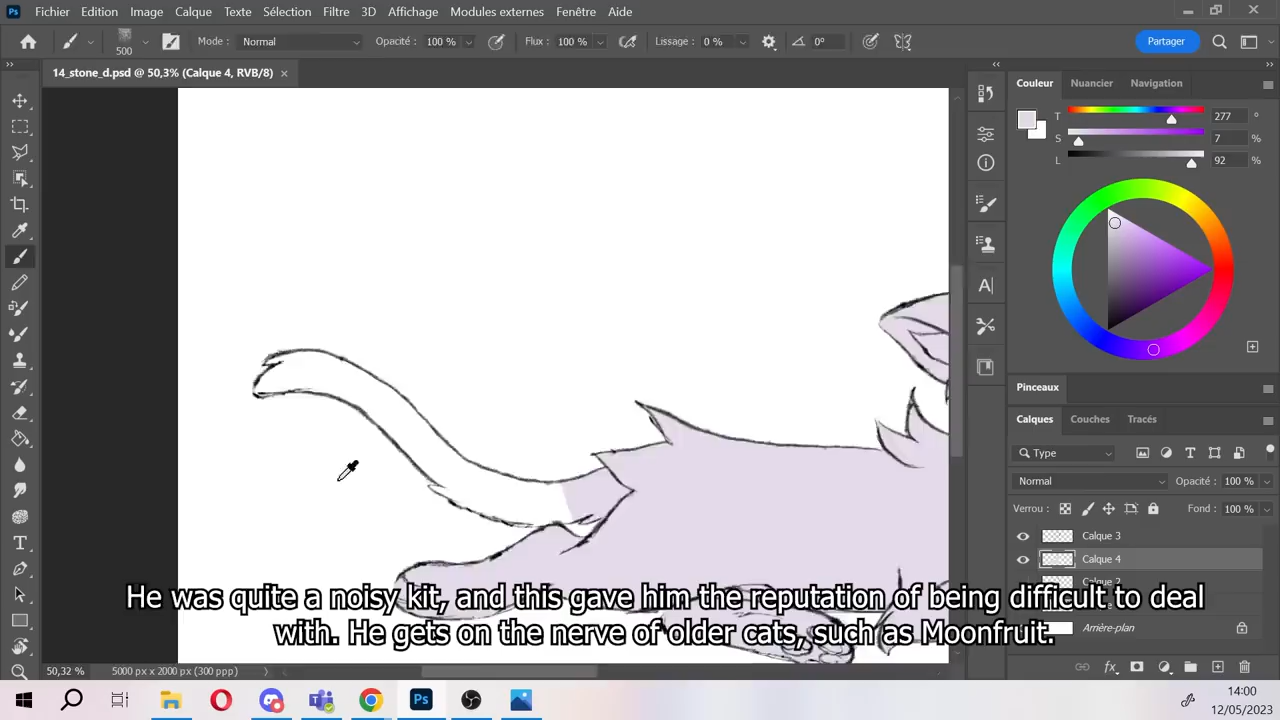 Ps Fichier Edition Image Calque Texte Sélection Filtre 3D Affichage Modules externes Fenêtre Aide
500 Mode : Normal Opacité : 100 % Flux : 100 % Lissage : 0 % 0° Partager
14_stone_d.psd @ 50,3% (Calque 4, RVB/8) ×
Couleur Nuancier Navigation
T 277 °
S 7 %
L 92 %
Pinceaux
Calques Couches Tracés
Type
Normal Opacité : 100 %
Verrou : Fond : 100 %
Calque 3
Calque 4
Calque 2
Arrière-plan
He was quite a noisy kit, and this gave him the reputation of being difficult to deal
with. He gets on the nerve of older cats, such as Moonfruit.
50,32 % 5000 px x 2000 px (300 ppp)
Ps
14:00
12/05/2023